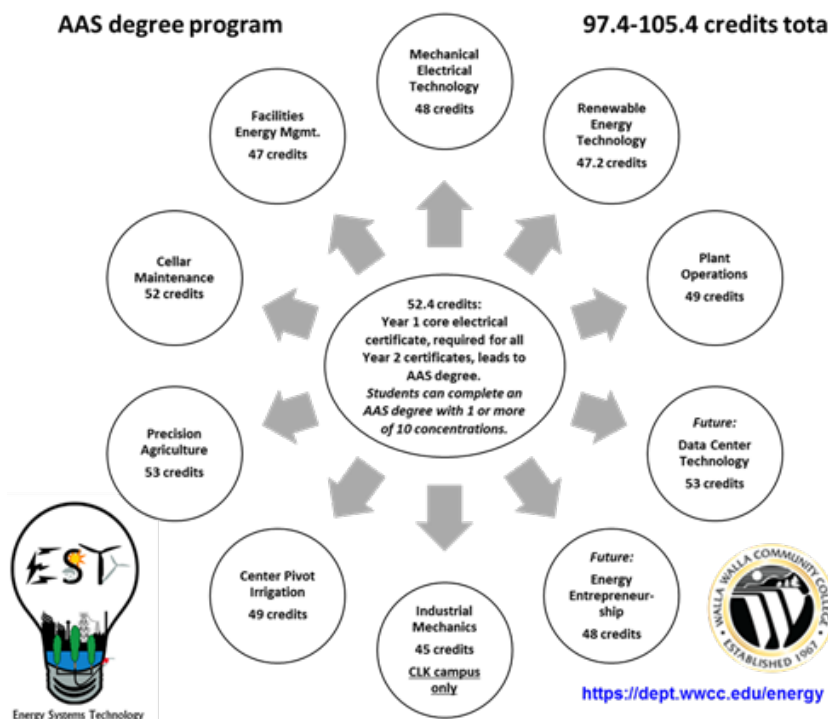 AAS degree program
97.4-105.4 credits tota
Mechanical
Electrical
Technology
48 credits
Facilities
Energy Mgmt.
47 credits
Renewable
Energy
Technology
47.2 credits
Cellar
Maintenance
52 credits
Plant
Operations
49 credits
52.4 credits:
Year 1 core electrical
certificate, required for all
Year 2 certificates, leads to
AAS degree.
Students can complete an
AAS degree with 1 or more
of 10 concentrations.
Precision
Agriculture
53 credits
Future:
Data Center
Technology
53 credits
Center Pivot
Irrigation
49 credits
Industrial
Mechanics
45 credits
CLK campus
only
Future:
Energy
Entrepreneur-
ship
48 credits
EST
Energy Systems Technology
WALLA WALLA COMMUNITY COLLEGE
ESTABLISHED 1967
https://dept.wwcc.edu/energy